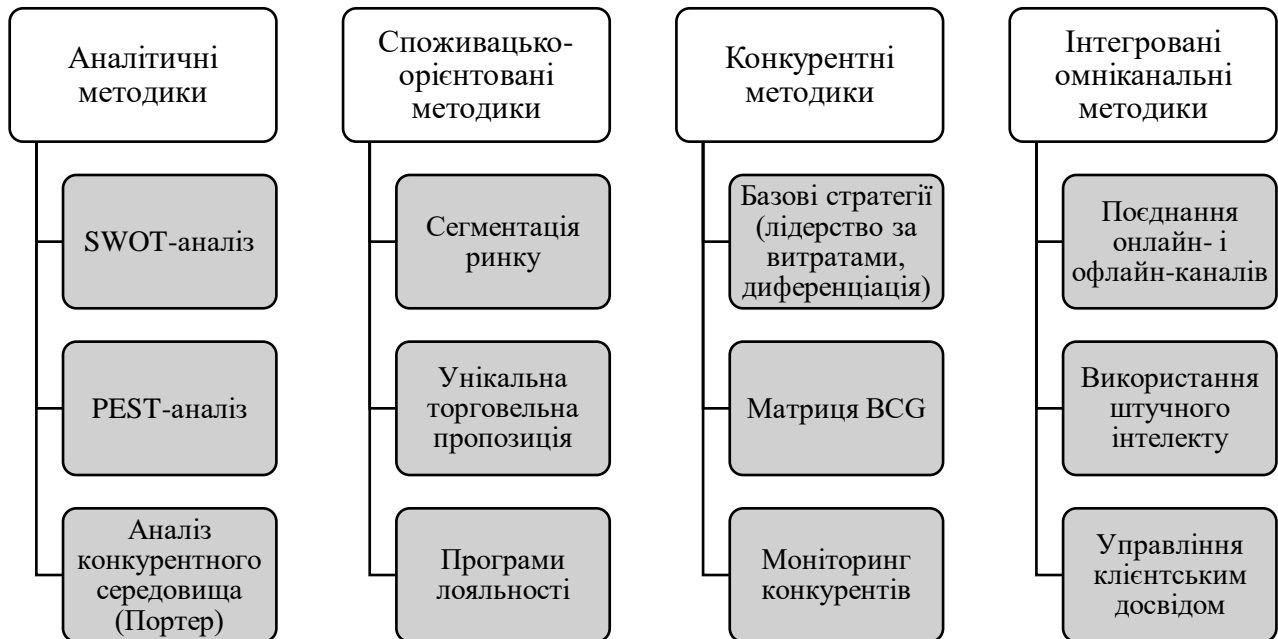 Аналітичні
методики
SWOT-аналіз
PEST-аналіз
Аналіз
конкурентного
середовища
(Портер)
Споживацько-
орієнтовані
методики
Сегментація
ринку
Унікальна
торговельна
пропозиція
Програми
лояльності
Конкурентні
методики
Базові стратегії
(лідерство за
витратами,
диференціація)
Матриця BCG
Моніторинг
конкурентів
Інтегровані
омніканальні
методики
Поєднання
онлайн- і
офлайн-каналів
Використання
штучного
інтелекту
Управління
клієнтським
досвідом